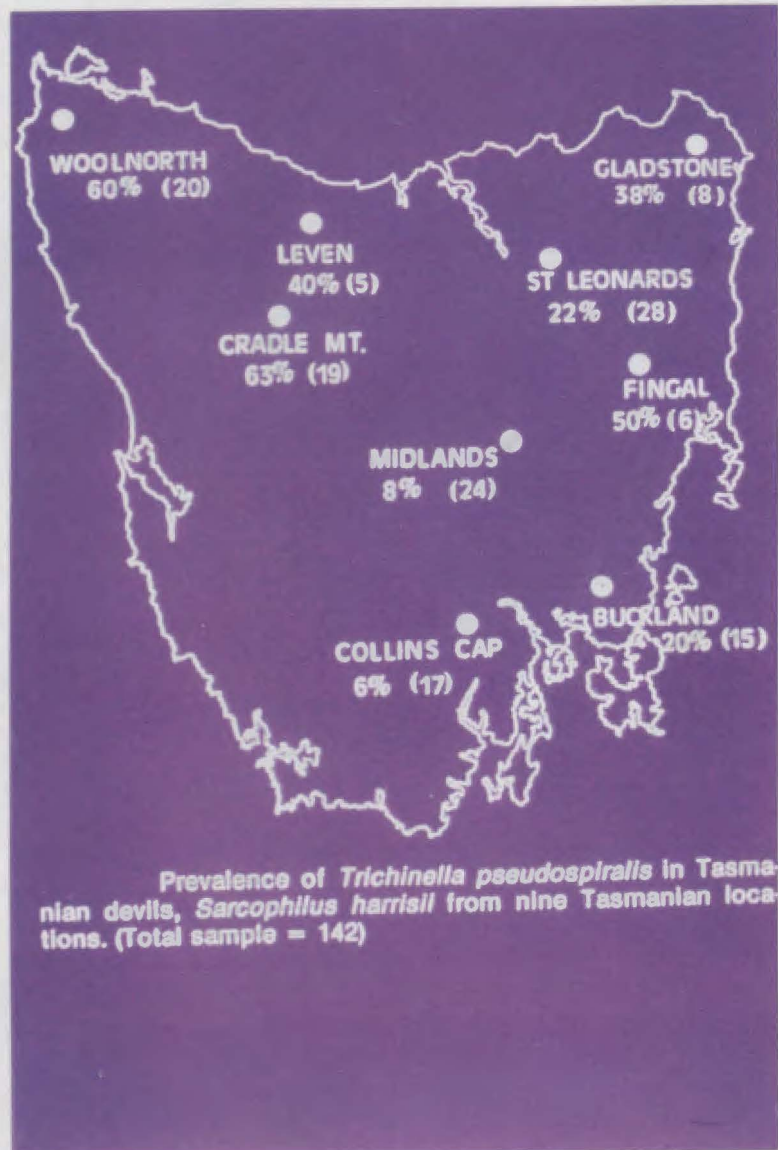 WOOLNORTH
60% (20)
GLADSTONE
38% (8)
LEVEN
40% (5)
ST LEONARDS
22% (28)
CRADLE MT.
63% (19)
FINGAL
50% (6)
MIDLANDS
8% (24)
BUCKLAND
20% (15)
COLLINS CAP
6% (17)
Prevalence of Trichinella pseudospiralis in Tasma-
nian devils, Sarcophilus harrisii from nine Tasmanian loca-
tions. (Total sample = 142)